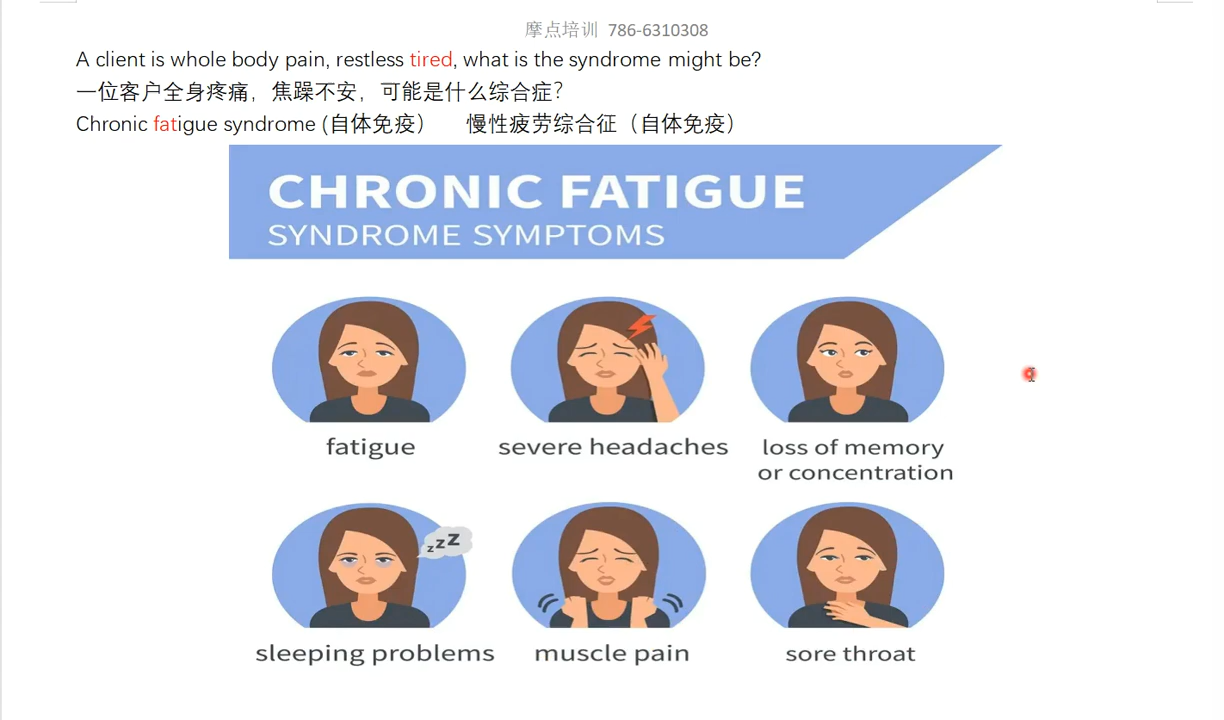 摩点培训 786-6310308
A client is whole body pain, restless tired, what is the syndrome might be?
一位客户全身疼痛，焦躁不安，可能是什么综合症？
Chronic fatigue syndrome (自体免疫） 慢性疲劳综合征（自体免疫）
CHRONIC FATIGUE
SYNDROME SYMPTOMS
fatigue
severe headaches
loss of memory
or concentration
zzZ
sleeping problems
muscle pain
sore throat